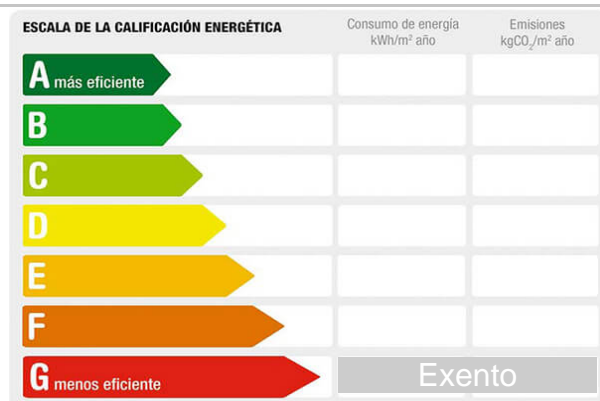 ESCALA DE LA CALIFICACIÓN ENERGÉTICA
Consumo de energía
kWh/m² año
Emisiones
kgCO₂/m² año
A más eficiente
B
C
D
E
F
G menos eficiente
Exento